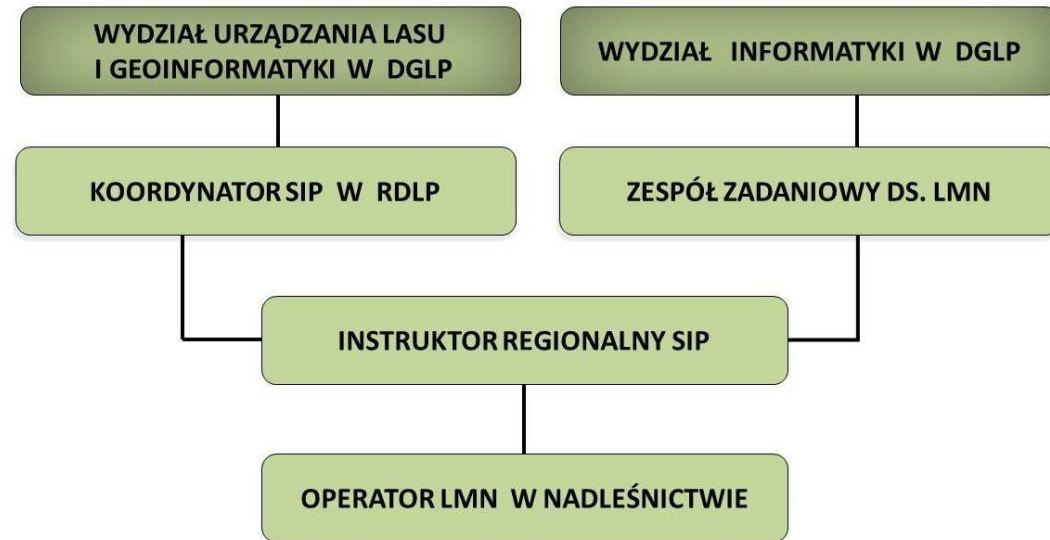 WYDZIAŁ URZĄDZANIA LASU
I GEOINFORMATYKI W DGLP
WYDZIAŁ INFORMATYKI W DGLP
KOORDYNATOR SIP W RDLP
ZESPÓŁ ZADANIOWY DS. LMN
INSTRUKTOR REGIONALNY SIP
OPERATOR LMN W NADLEŚNICTWIE